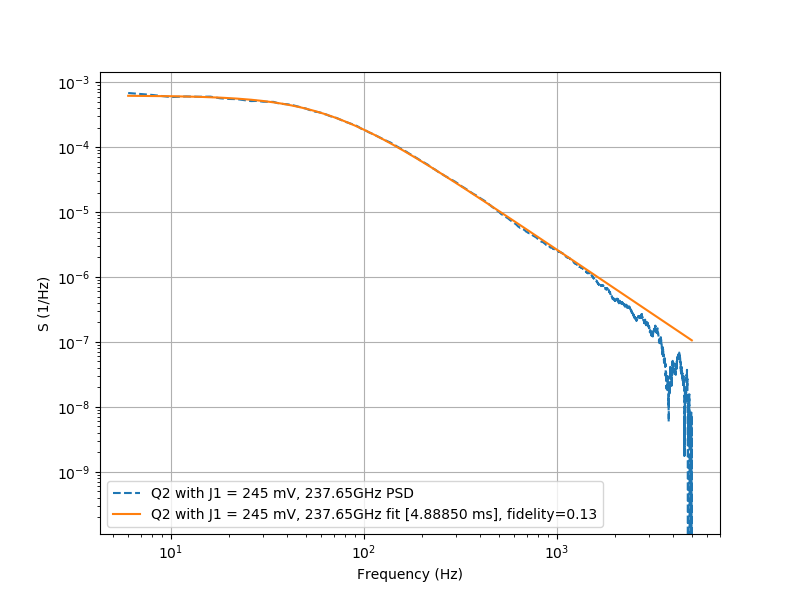 10⁻³
10⁻⁴
10⁻⁵
10⁻⁶
10⁻⁷
10⁻⁸
10⁻⁹
S (1/Hz)
Q2 with J1 = 245 mV, 237.65GHz PSD
Q2 with J1 = 245 mV, 237.65GHz fit [4.88850 ms], fidelity=0.13
10¹ 10² 10³
Frequency (Hz)